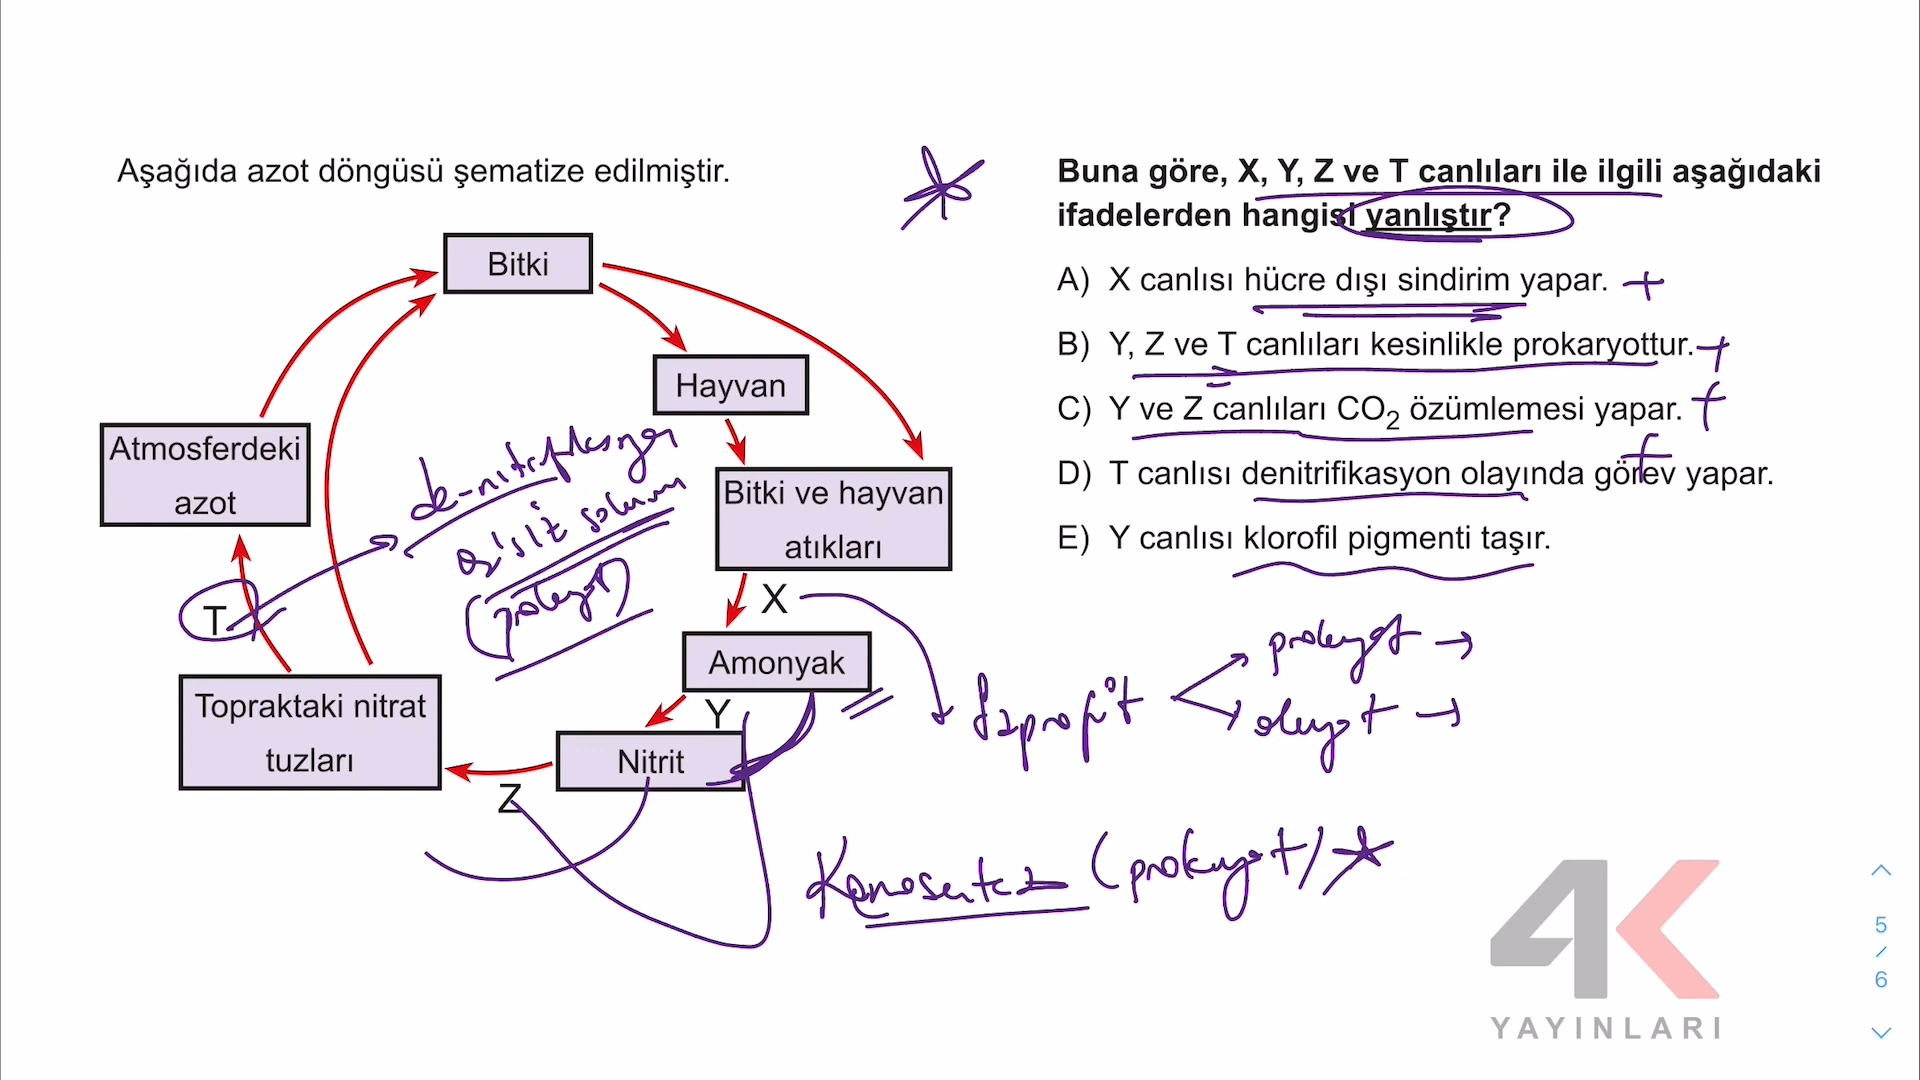 Aşağıda azot döngüsü şematize edilmiştir.
Bitki
Hayvan
Atmosferdeki
azot
Bitki ve hayvan
atıkları
de-nitrifikasyon
O₂'siz solunum
(prokaryot)
T
X
Amonyak
Y
Topraktaki nitrat
tuzları
Nitrit
Z
Buna göre, X, Y, Z ve T canlıları ile ilgili aşağıdaki
ifadelerden hangisi yanlıştır?
A) X canlısı hücre dışı sindirim yapar. +
B) Y, Z ve T canlıları kesinlikle prokaryottur. +
C) Y ve Z canlıları CO₂ özümlemesi yapar. +
D) T canlısı denitrifikasyon olayında görev yapar. +
E) Y canlısı klorofil pigmenti taşır.
Saprofit
prokaryot →
ökaryot →
Kemosentez (prokaryot)
4K
YAYINLARI
5
/
6